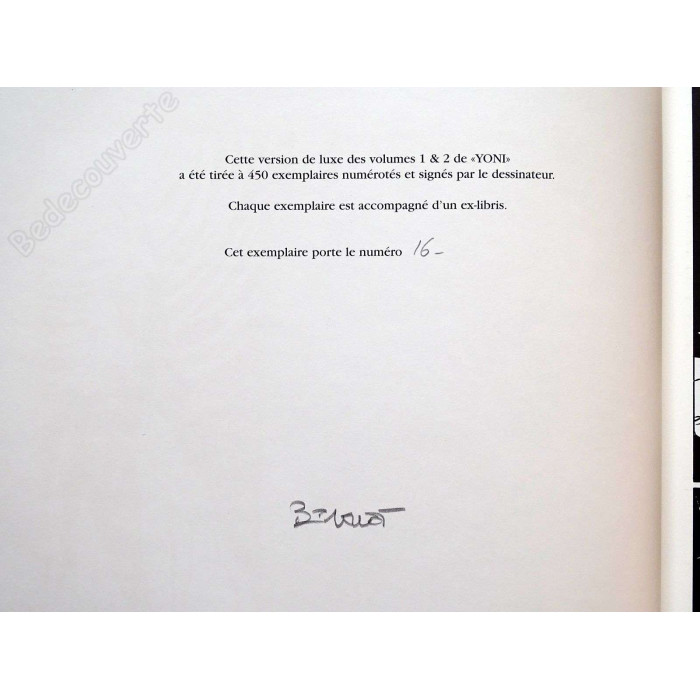 Bedecouverte
Cette version de luxe des volumes 1 & 2 de «YONI»
a été tirée à 450 exemplaires numérotés et signés par le dessinateur.
Chaque exemplaire est accompagné d'un ex-libris.
Cet exemplaire porte le numéro 16-